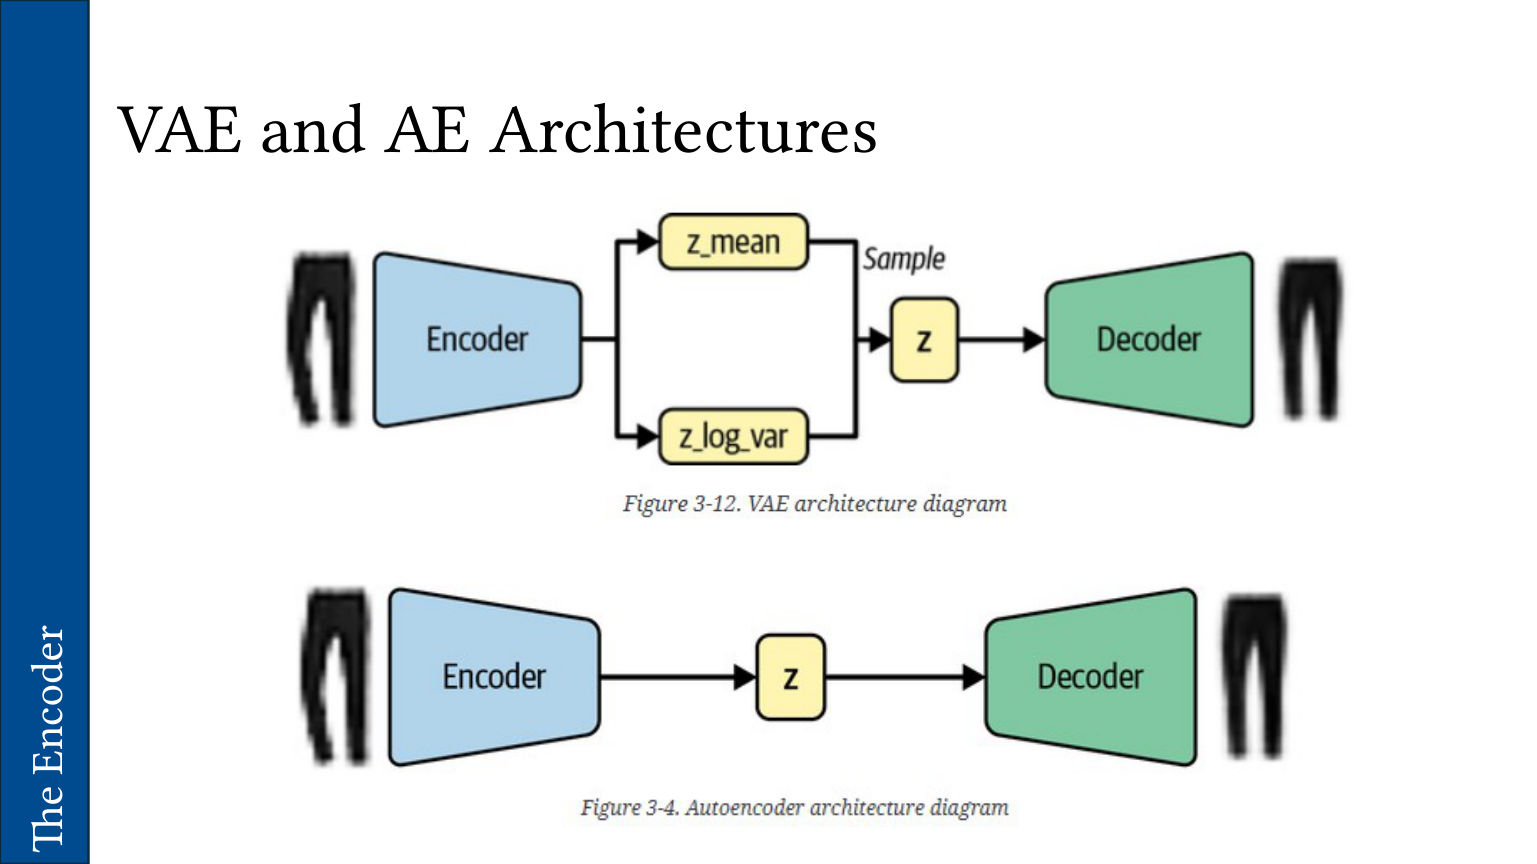 The Encoder
VAE and AE Architectures
z_mean
Sample
Encoder
z
Decoder
z_log_var
Figure 3-12. VAE architecture diagram
Encoder
z
Decoder
Figure 3-4. Autoencoder architecture diagram